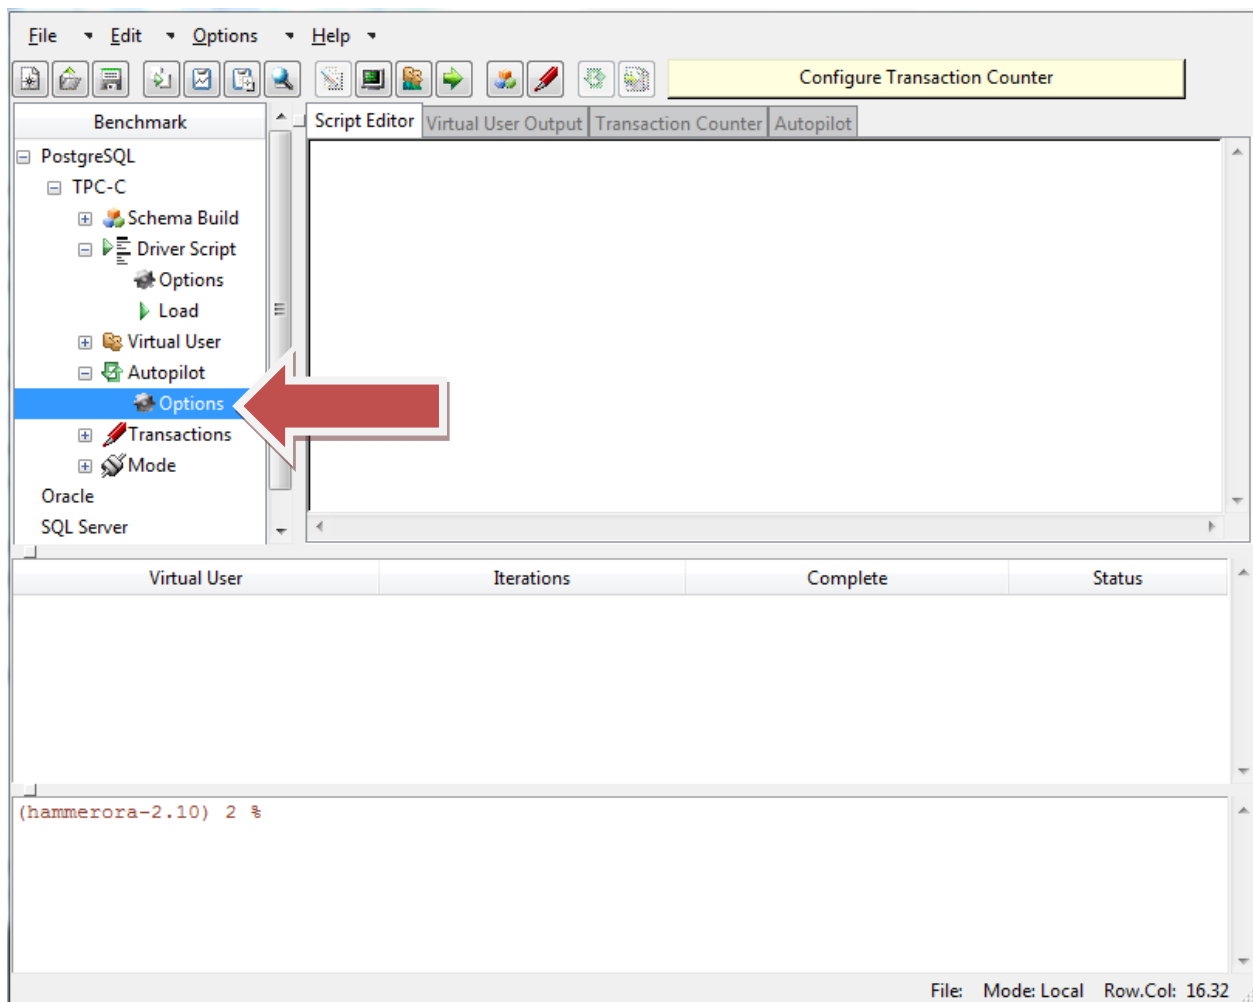 File Edit Options Help
Configure Transaction Counter
Benchmark
Script Editor Virtual User Output Transaction Counter Autopilot
PostgreSQL
TPC-C
Schema Build
Driver Script
Options
Load
Virtual User
Autopilot
Options
Transactions
Mode
Oracle
SQL Server
Virtual User Iterations Complete Status
(hammerora-2.10) 2 %
File: Mode: Local Row.Col: 16.32